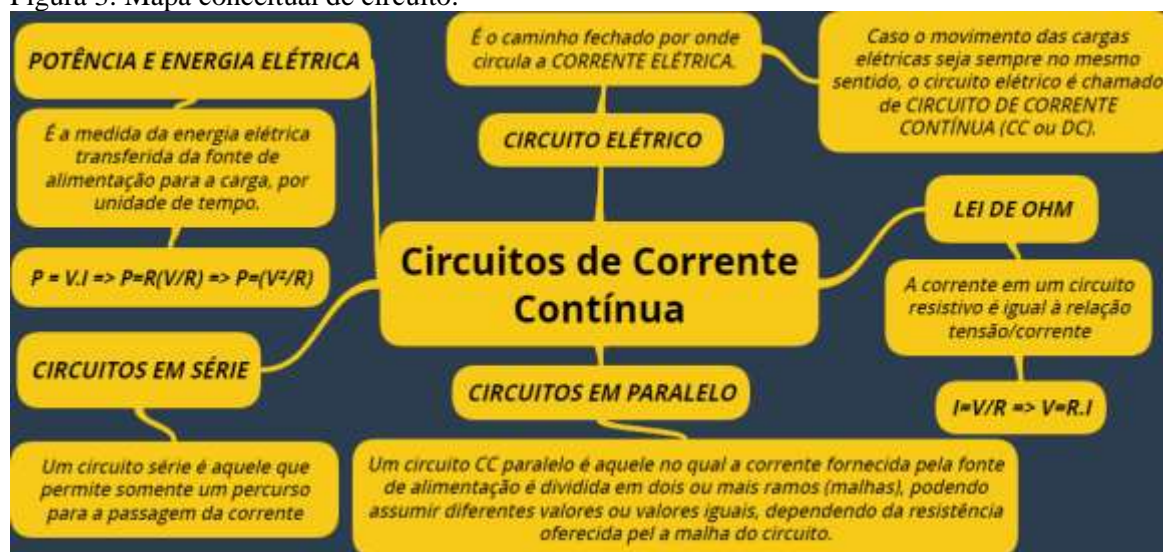 Figura 3: Mapa conceitual de circuito.
POTÊNCIA E ENERGIA ELÉTRICA
É a medida da energia elétrica
transferida da fonte de
alimentação para a carga, por
unidade de tempo.
P = V.I => P=R(V/R) => P=(V²/R)
É o caminho fechado por onde
circula a CORRENTE ELÉTRICA.
Caso o movimento das cargas
elétricas seja sempre no mesmo
sentido, o circuito elétrico é chamado
de CIRCUITO DE CORRENTE
CONTÍNUA (CC ou DC).
CIRCUITO ELÉTRICO
Circuitos de Corrente
Contínua
LEI DE OHM
A corrente em um circuito
resistivo é igual à relação
tensão/corrente
I=V/R => V=R.I
CIRCUITOS EM SÉRIE
Um circuito série é aquele que
permite somente um percurso
para a passagem da corrente
CIRCUITOS EM PARALELO
Um circuito CC paralelo é aquele no qual a corrente fornecida pela fonte
de alimentação é dividida em dois ou mais ramos (malhas), podendo
assumir diferentes valores ou valores iguais, dependendo da resistência
oferecida pel a malha do circuito.